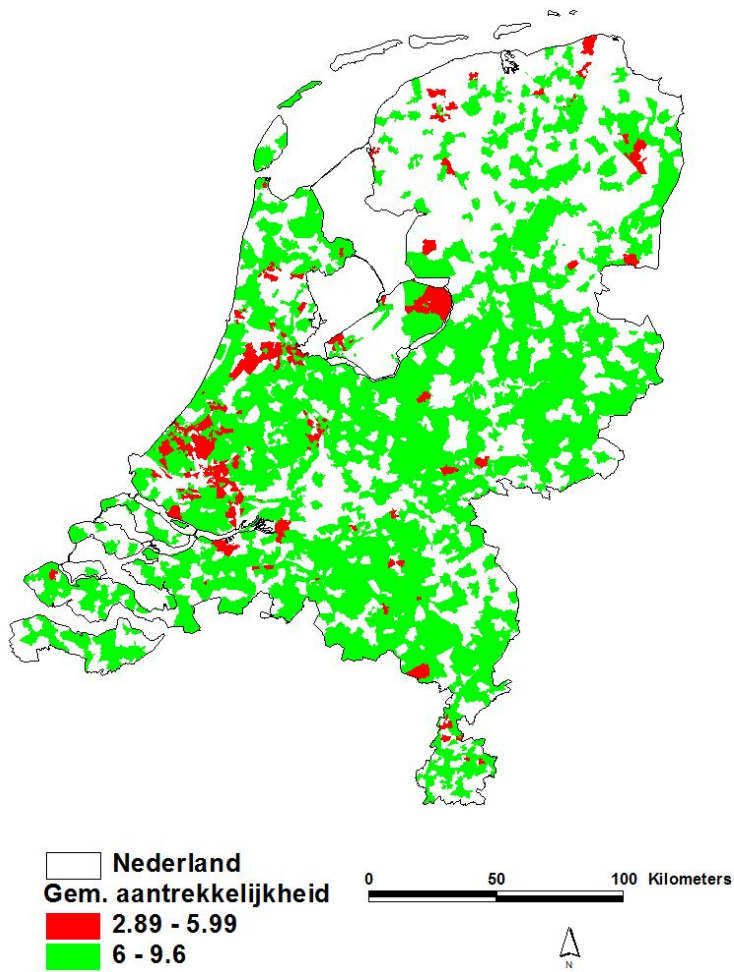 Nederland
Gem. aantrekkelijkheid
2.89 - 5.99
6 - 9.6
0 50 100 Kilometers
N